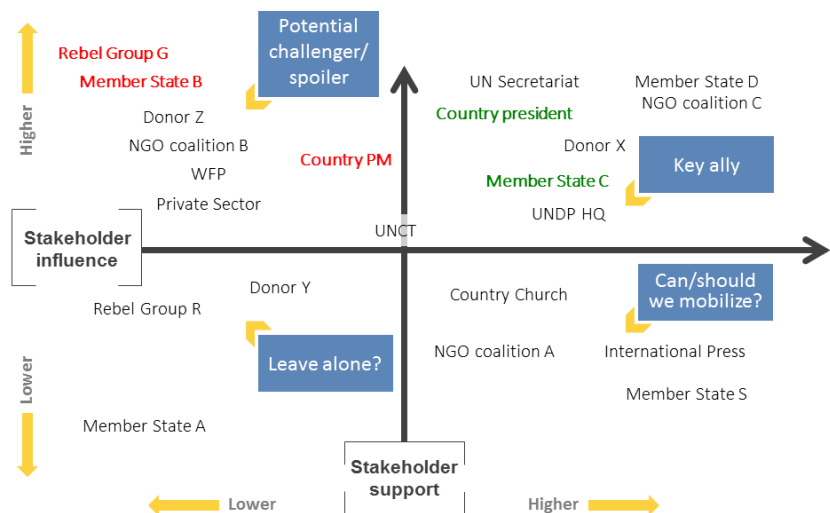 Potential
challenger/
spoiler
Rebel Group G
Member State B
UN Secretariat
Member State D
NGO coalition C
Higher
Donor Z
Country president
NGO coalition B
Donor X
Country PM
WFP
Member State C
Key ally
Private Sector
UNDP HQ
UNCT
Stakeholder
influence
Donor Y
Rebel Group R
Country Church
Can/should
we mobilize?
Leave alone?
NGO coalition A
International Press
Lower
Member State S
Member State A
Stakeholder
support
Lower
Higher